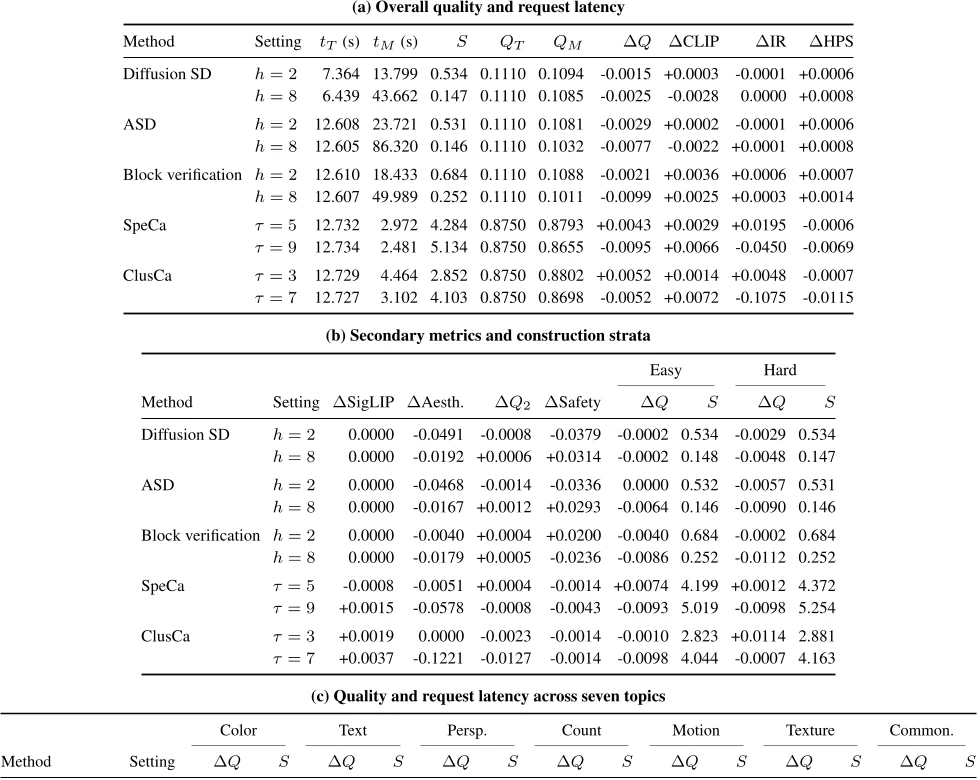 (a) Overall quality and request latency
Method Setting t_T (s) t_M (s) S Q_T Q_M ΔQ ΔCLIP ΔIR ΔHPS
Diffusion SD h = 2 7.364 13.799 0.534 0.1110 0.1094 -0.0015 +0.0003 -0.0001 +0.0006
h = 8 6.439 43.662 0.147 0.1110 0.1085 -0.0025 -0.0028 0.0000 +0.0008
ASD h = 2 12.608 23.721 0.531 0.1110 0.1081 -0.0029 +0.0002 -0.0001 +0.0006
h = 8 12.605 86.320 0.146 0.1110 0.1032 -0.0077 -0.0022 +0.0001 +0.0008
Block verification h = 2 12.610 18.433 0.684 0.1110 0.1088 -0.0021 +0.0036 +0.0006 +0.0007
h = 8 12.607 49.989 0.252 0.1110 0.1011 -0.0099 +0.0025 +0.0003 +0.0014
SpeCa τ = 5 12.732 2.972 4.284 0.8750 0.8793 +0.0043 +0.0029 +0.0195 -0.0006
τ = 9 12.734 2.481 5.134 0.8750 0.8655 -0.0095 +0.0066 -0.0450 -0.0069
ClusCa τ = 3 12.729 4.464 2.852 0.8750 0.8802 +0.0052 +0.0014 +0.0048 -0.0007
τ = 7 12.727 3.102 4.103 0.8750 0.8698 -0.0052 +0.0072 -0.1075 -0.0115
(b) Secondary metrics and construction strata
Easy Hard
Method Setting ΔSigLIP ΔAesth. ΔQ_2 ΔSafety ΔQ S ΔQ S
Diffusion SD h = 2 0.0000 -0.0491 -0.0008 -0.0379 -0.0002 0.534 -0.0029 0.534
h = 8 0.0000 -0.0192 +0.0006 +0.0314 -0.0002 0.148 -0.0048 0.147
ASD h = 2 0.0000 -0.0468 -0.0014 -0.0336 0.0000 0.532 -0.0057 0.531
h = 8 0.0000 -0.0167 +0.0012 +0.0293 -0.0064 0.146 -0.0090 0.146
Block verification h = 2 0.0000 -0.0040 +0.0004 +0.0200 -0.0040 0.684 -0.0002 0.684
h = 8 0.0000 -0.0179 +0.0005 -0.0236 -0.0086 0.252 -0.0112 0.252
SpeCa τ = 5 -0.0008 -0.0051 +0.0004 -0.0014 +0.0074 4.199 +0.0012 4.372
τ = 9 +0.0015 -0.0578 -0.0008 -0.0043 -0.0093 5.019 -0.0098 5.254
ClusCa τ = 3 +0.0019 0.0000 -0.0023 -0.0014 -0.0010 2.823 +0.0114 2.881
τ = 7 +0.0037 -0.1221 -0.0127 -0.0014 -0.0098 4.044 -0.0007 4.163
(c) Quality and request latency across seven topics
Color Text Persp. Count Motion Texture Common.
Method Setting ΔQ S ΔQ S ΔQ S ΔQ S ΔQ S ΔQ S ΔQ S